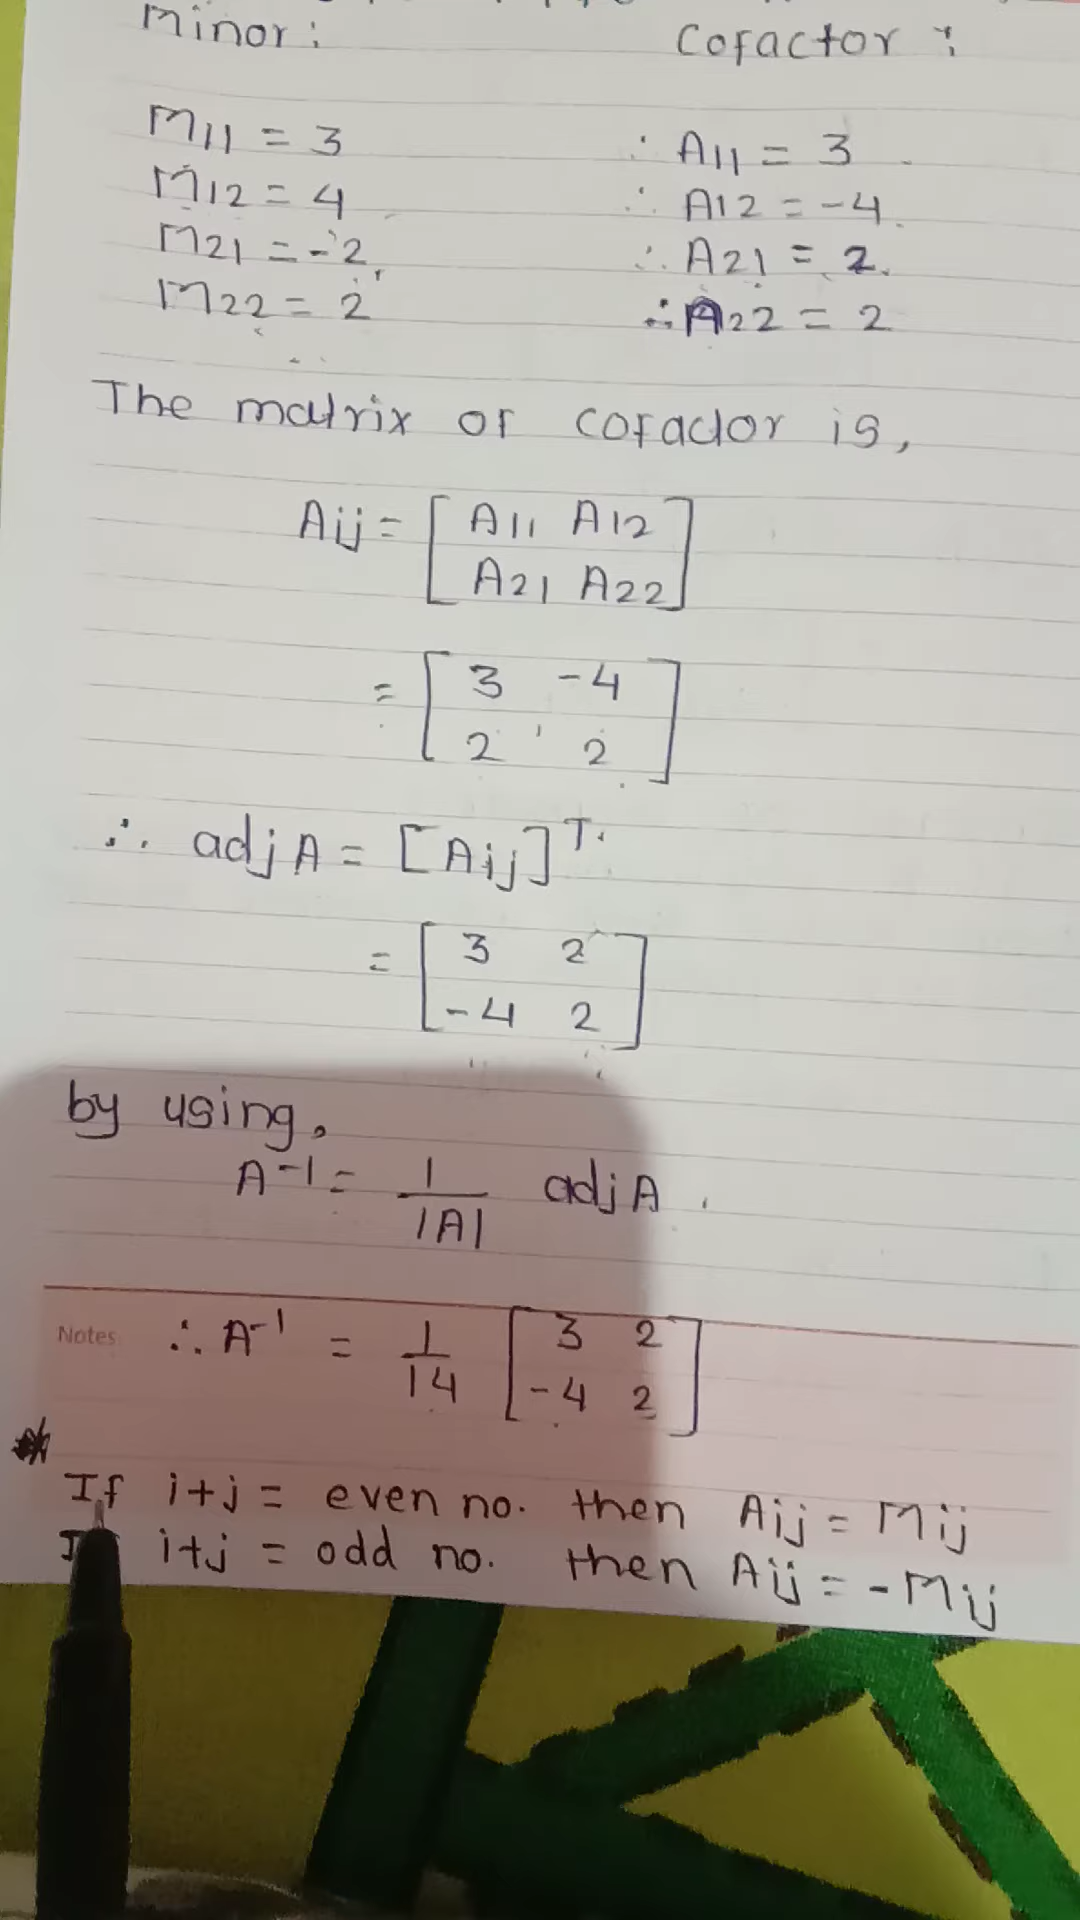 Minor :
Cofactor :
M11 = 3
∴ A11 = 3
M12 = 4
∴ A12 = -4
M21 = -2
∴ A21 = 2
M22 = 2
∴ A22 = 2
The matrix of cofactor is,
Aij = [ A11 A12
A21 A22 ]
= [ 3 -4
2 2 ]
∴ adj A = [Aij]ᵀ
= [ 3 2
-4 2 ]
by using,
A⁻¹ = 1/|A| adj A
Notes ∴ A⁻¹ = 1/14 [ 3 2
-4 2 ]
If i+j = even no. then Aij = Mij
i+j = odd no. then Aij = -Mij